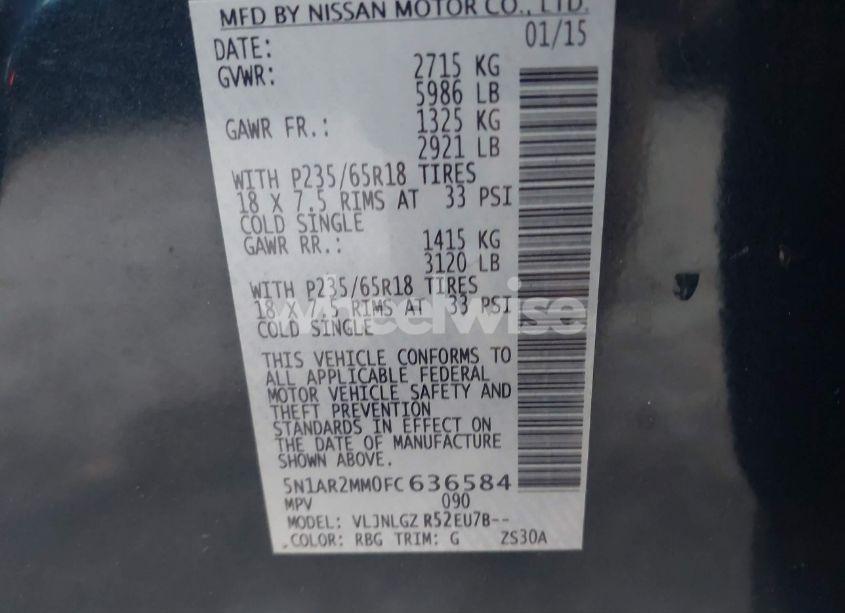 MFD BY NISSAN MOTOR CO., LTD.
DATE: 01/15
GVWR: 2715 KG
5986 LB
GAWR FR.: 1325 KG
2921 LB
WITH P235/65R18 TIRES
18 X 7.5 RIMS AT 33 PSI
COLD SINGLE
GAWR RR.: 1415 KG
3120 LB
WITH P235/65R18 TIRES
18 X 7.5 RIMS AT 33 PSI
COLD SINGLE
wheelwise
THIS VEHICLE CONFORMS TO
ALL APPLICABLE FEDERAL
MOTOR VEHICLE SAFETY AND
THEFT PREVENTION
STANDARDS IN EFFECT ON
THE DATE OF MANUFACTURE
SHOWN ABOVE.
5N1AR2MM0FC636584
MPV 090
MODEL: VLJNLGZ R52EU7B--
COLOR: RBG TRIM: G ZS30A